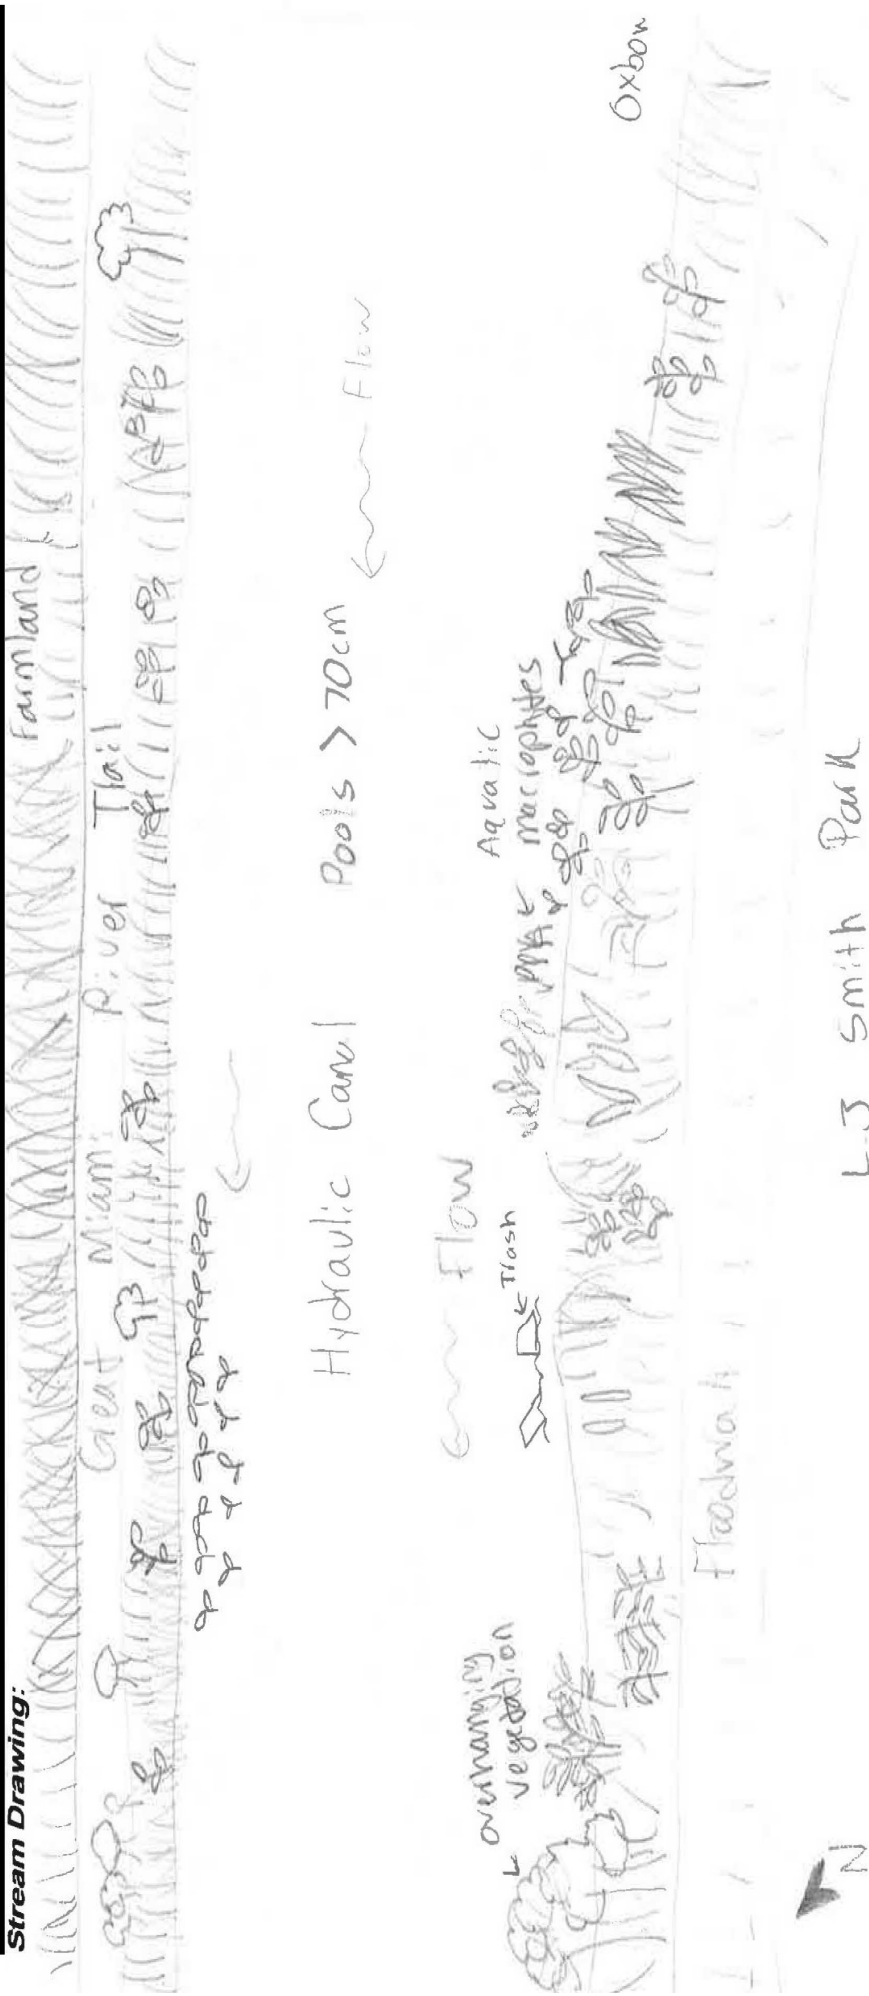 Stream Drawing:
Farmland
Great Miami River Trail
Flow
Hydraulic Canal Pools > 70cm
Flow
Trash
Aquatic
macrophytes
Overhanging
vegetation
Oxbow
L.J Smith Park
N